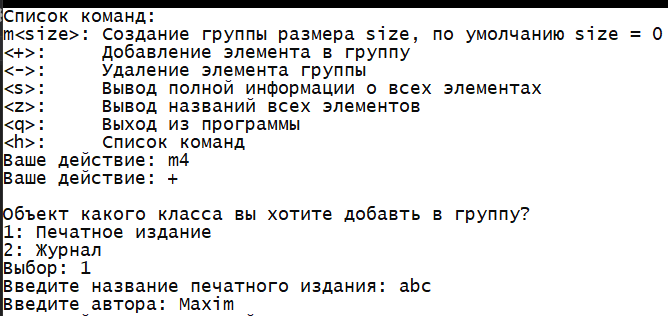 Список команд:
m<size>: Создание группы размера size, по умолчанию size = 0
<+>: Добавление элемента в группу
<->: Удаление элемента группы
<s>: Вывод полной информации о всех элементах
<z>: Вывод названий всех элементов
<q>: Выход из программы
<h>: Список команд
Ваше действие: m4
Ваше действие: +
Объект какого класса вы хотите добавть в группу?
1: Печатное издание
2: Журнал
Выбор: 1
Введите название печатного издания: abc
Введите автора: Maxim